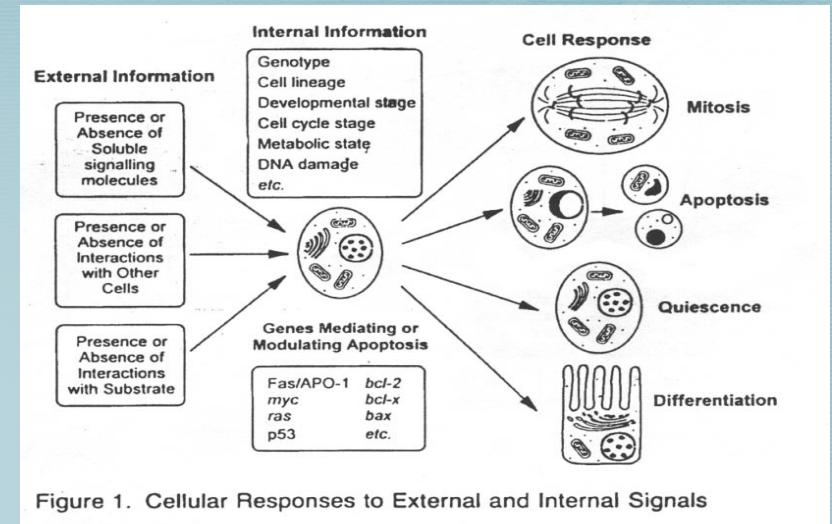 External Information
Presence or
Absence of
Soluble
signalling
molecules
Presence or
Absence of
Interactions
with Other
Cells
Presence or
Absence of
Interactions
with Substrate
Internal Information
Genotype
Cell lineage
Developmental stage
Cell cycle stage
Metabolic state
DNA damage
etc.
Genes Mediating or
Modulating Apoptosis
Fas/APO-1 bcl-2
myc bcl-x
ras bax
p53 etc.
Cell Response
Mitosis
Apoptosis
Quiescence
Differentiation
Figure 1. Cellular Responses to External and Internal Signals